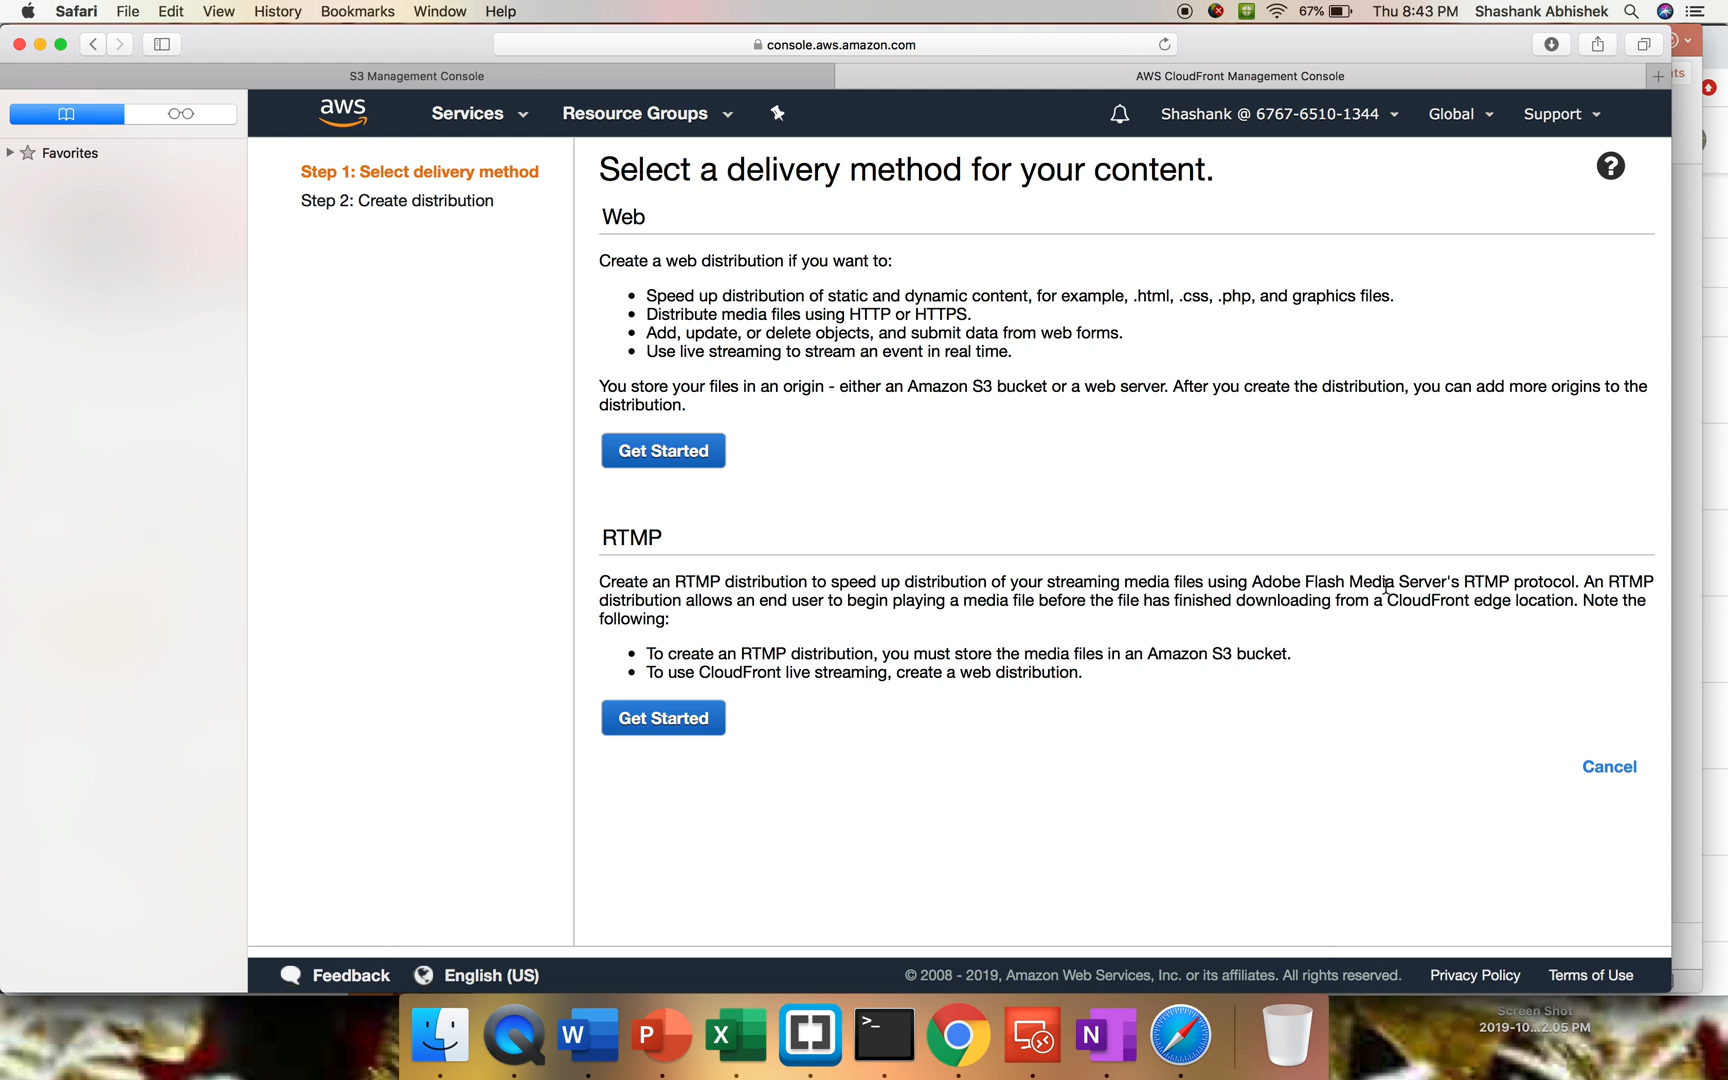 Safari File Edit View History Bookmarks Window Help 67% Thu 8:43 PM Shashank Abhishek
console.aws.amazon.com
S3 Management Console AWS CloudFront Management Console
aws Services Resource Groups Shashank @ 6767-6510-1344 Global Support
Favorites
Step 1: Select delivery method
Step 2: Create distribution
Select a delivery method for your content.
?
Web
Create a web distribution if you want to:
• Speed up distribution of static and dynamic content, for example, .html, .css, .php, and graphics files.
• Distribute media files using HTTP or HTTPS.
• Add, update, or delete objects, and submit data from web forms.
• Use live streaming to stream an event in real time.
You store your files in an origin - either an Amazon S3 bucket or a web server. After you create the distribution, you can add more origins to the
distribution.
Get Started
RTMP
Create an RTMP distribution to speed up distribution of your streaming media files using Adobe Flash Media Server's RTMP protocol. An RTMP
distribution allows an end user to begin playing a media file before the file has finished downloading from a CloudFront edge location. Note the
following:
• To create an RTMP distribution, you must store the media files in an Amazon S3 bucket.
• To use CloudFront live streaming, create a web distribution.
Get Started
Cancel
Feedback English (US) © 2008 - 2019, Amazon Web Services, Inc. or its affiliates. All rights reserved. Privacy Policy Terms of Use
Screen Shot
2019-10...2.05 PM
W P X >_ N